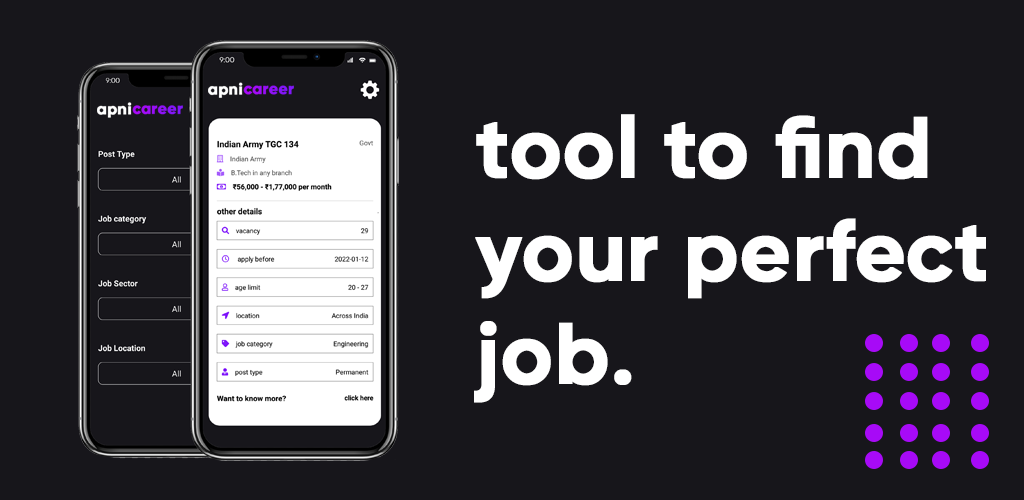 9:00
apnicareer
Post Type
All
Job category
All
Job Sector
All
Job Location
All
9:00
apnicareer
Indian Army TGC 134
Govt
Indian Army
B.Tech in any branch
₹56,000 - ₹1,77,000 per month
other details
vacancy 29
apply before 2022-01-12
age limit 20 - 27
location Across India
job category Engineering
post type Permanent
Want to know more? click here
tool to find
your perfect
job.